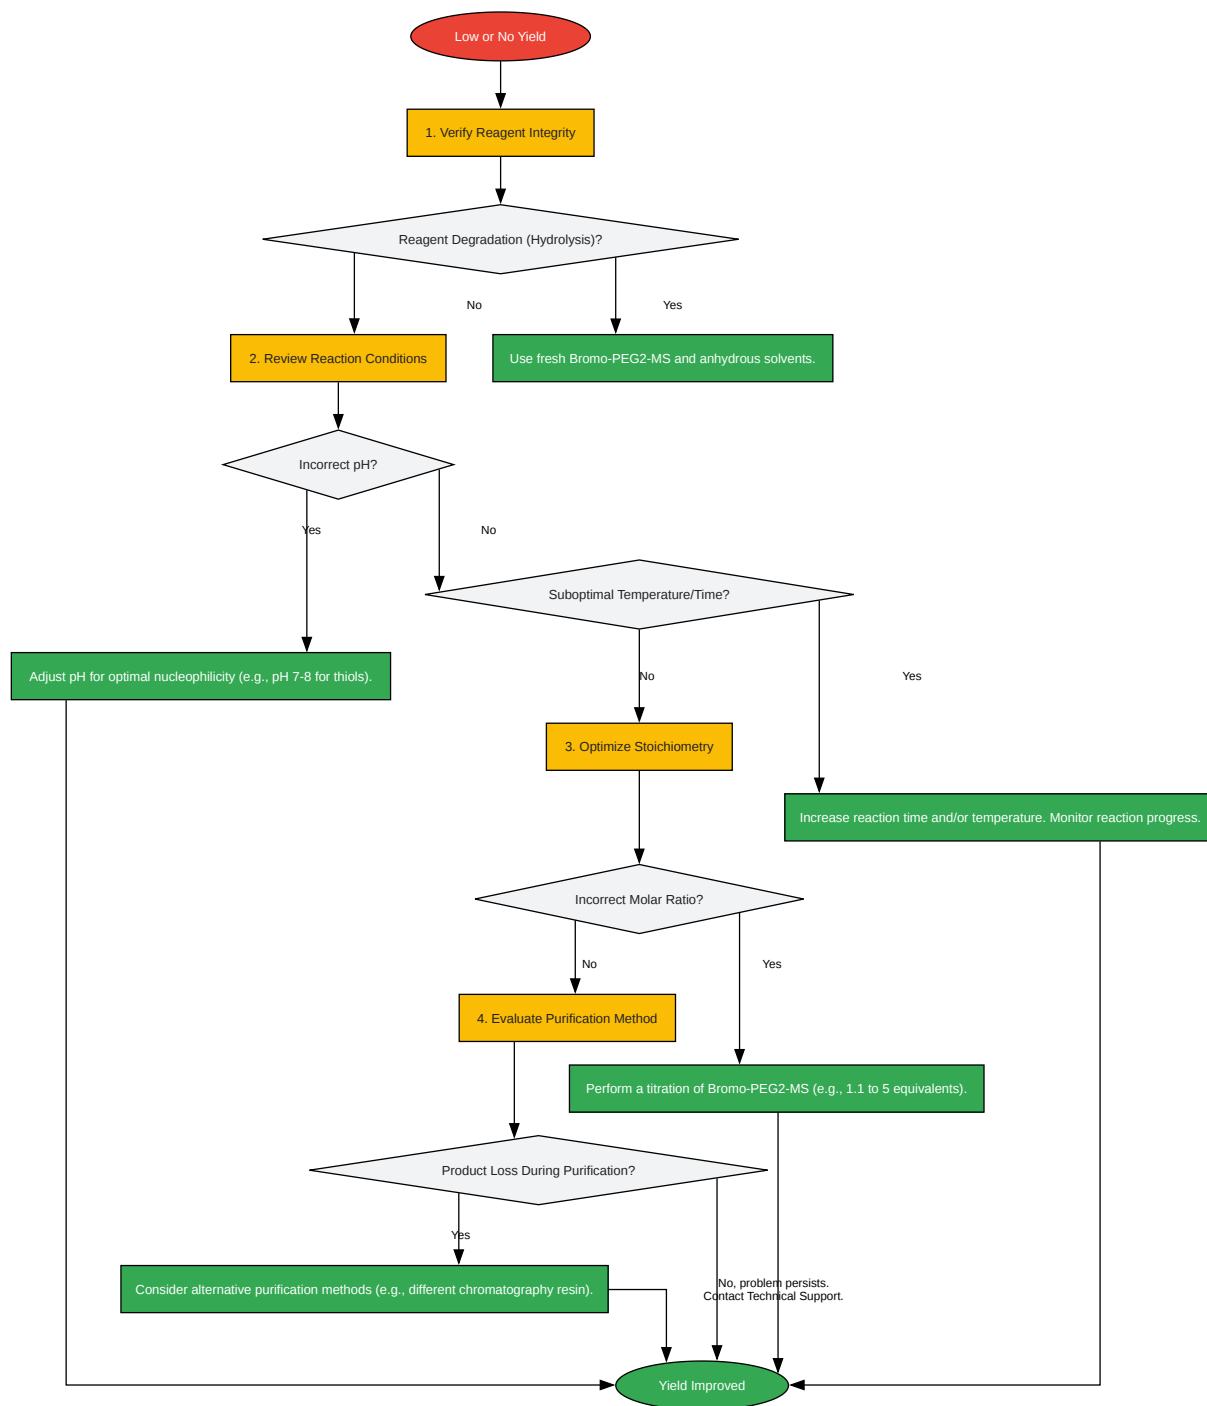 Low or No Yield
1. Verify Reagent Integrity
Reagent Degradation (Hydrolysis)?
No
Yes
2. Review Reaction Conditions
Use fresh Bromo-PEG2-MS and anhydrous solvents.
Incorrect pH?
Yes
No
Suboptimal Temperature/Time?
Adjust pH for optimal nucleophilicity (e.g., pH 7-8 for thiols).
No
Yes
3. Optimize Stoichiometry
Increase reaction time and/or temperature. Monitor reaction progress.
Incorrect Molar Ratio?
No
Yes
4. Evaluate Purification Method
Perform a titration of Bromo-PEG2-MS (e.g., 1.1 to 5 equivalents).
Product Loss During Purification?
Yes
Consider alternative purification methods (e.g., different chromatography resin).
No, problem persists.
Contact Technical Support.
Yield Improved